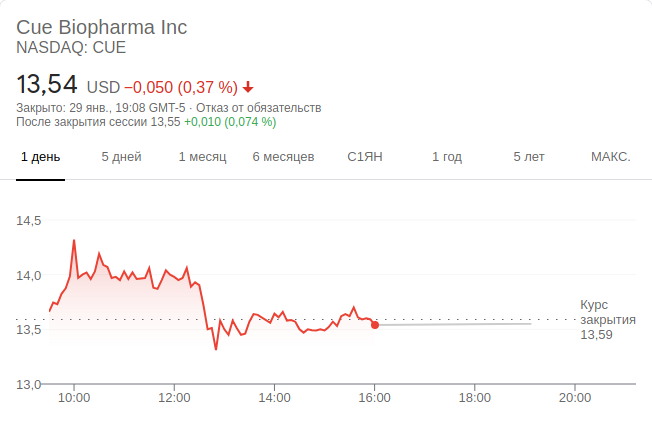 Cue Biopharma Inc
NASDAQ: CUE
13,54 USD −0,050 (0,37 %)
Закрыто: 29 янв., 19:08 GMT-5 · Отказ от обязательств
После закрытия сессии 13,55 +0,010 (0,074 %)
1 день 5 дней 1 месяц 6 месяцев С1ЯН 1 год 5 лет МАКС.
14,5
14,0
13,5
13,0
Курс
закрытия
13,59
10:00 12:00 14:00 16:00 18:00 20:00